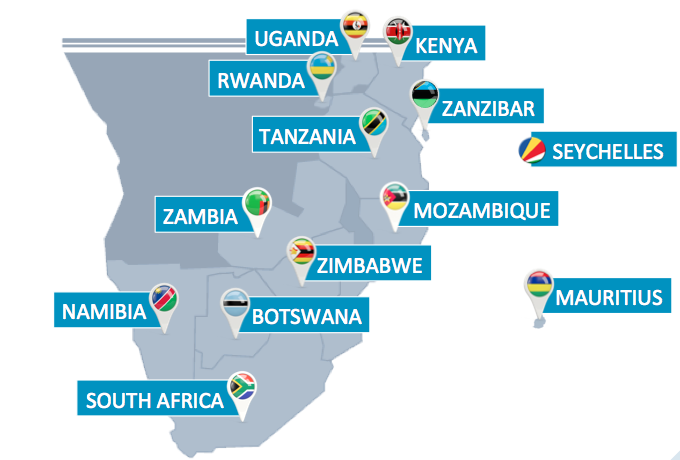 UGANDA
KENYA
RWANDA
ZANZIBAR
TANZANIA
SEYCHELLES
ZAMBIA
MOZAMBIQUE
ZIMBABWE
NAMIBIA
BOTSWANA
MAURITIUS
SOUTH AFRICA